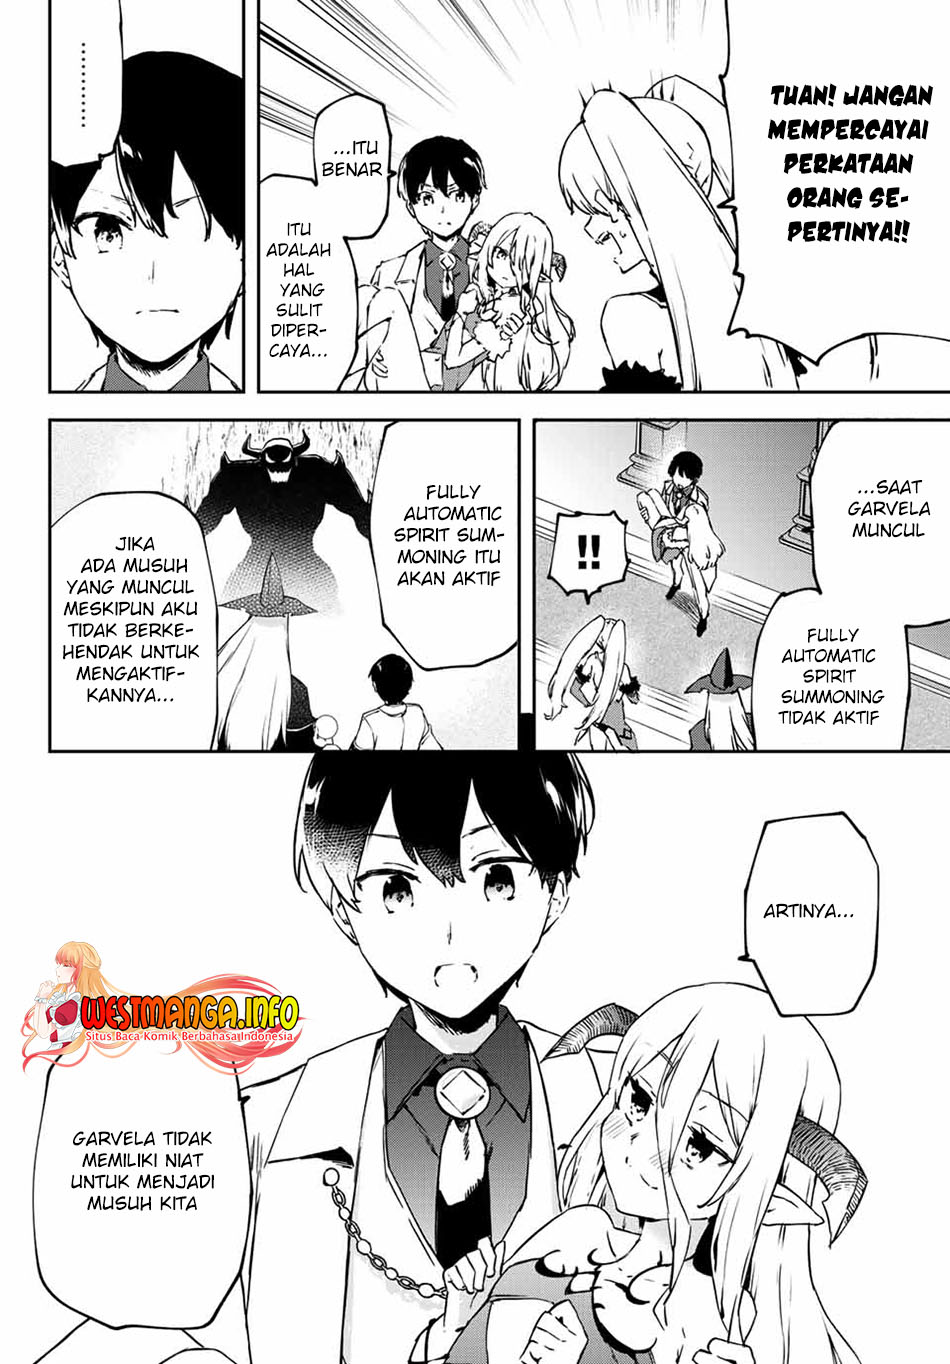 TUAN! JANGAN
MEMPERCAYAI
PERKATAAN
ORANG SE-
PERTINYA!!
...ITU
BENAR
ITU
ADALAH
HAL
YANG
SULIT
DIPER-
CAYA...
..........
...SAAT
GARVELA
MUNCUL
!!
FULLY
AUTOMATIC
SPIRIT
SUMMONING
TIDAK AKTIF
FULLY
AUTOMATIC
SPIRIT SUM-
MONING ITU
AKAN AKTIF
JIKA
ADA MUSUH
YANG MUNCUL
MESKIPUN AKU
TIDAK BERKE-
HENDAK UNTUK
MENGAKTIF-
KANNYA...
ARTINYA...
WESTMANGA.INFO
Situs Baca Komik Berbahasa Indonesia
GARVELA TIDAK
MEMILIKI NIAT
UNTUK MENJADI
MUSUH KITA